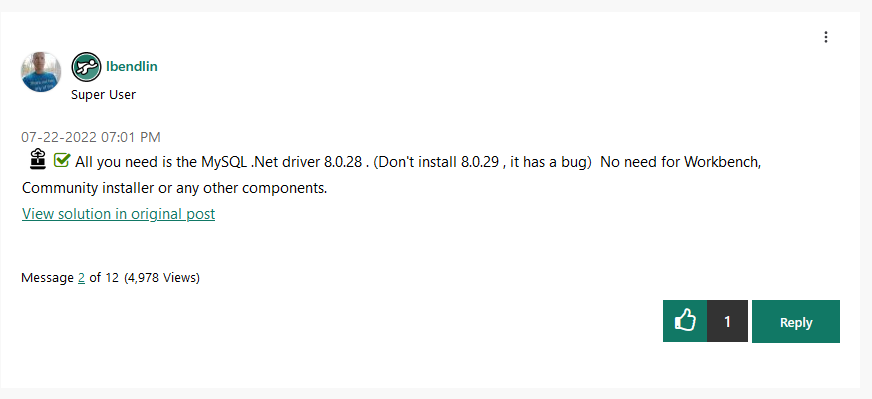 lbendlin
Super User
07-22-2022 07:01 PM
All you need is the MySQL .Net driver 8.0.28 . (Don't install 8.0.29 , it has a bug)  No need for Workbench,
Community installer or any other components.
View solution in original post
Message 2 of 12 (4,978 Views)
1
Reply